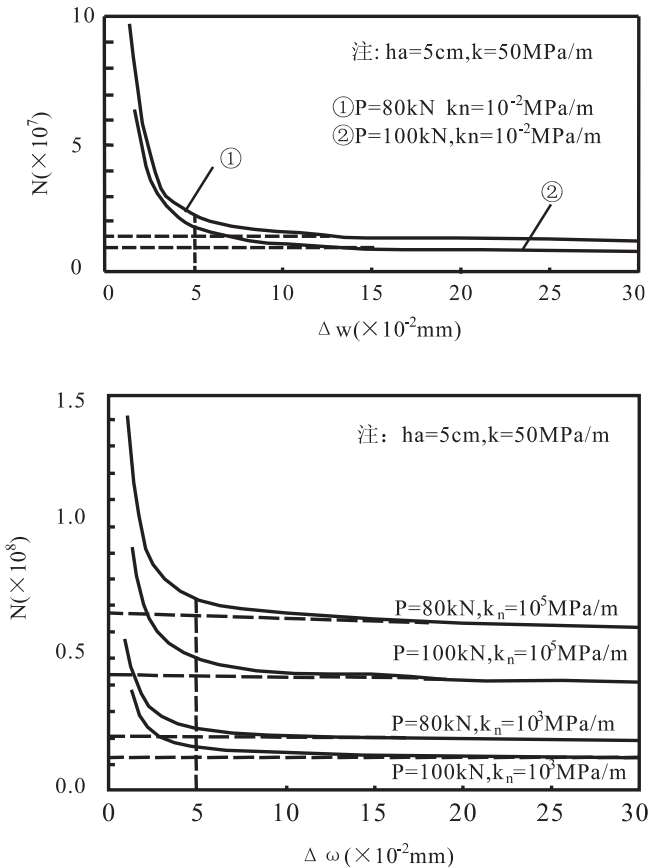 10
注: ha=5cm,k=50MPa/m
①P=80kN kn=10⁻²MPa/m
②P=100kN,kn=10⁻²MPa/m
N(×10⁷)
5
①
②
0
0 5 10 15 20 25 30
Δw(×10⁻²mm)
1.5
注: ha=5cm,k=50MPa/m
1.0
N(×10⁸)
P=80kN,kₙ=10⁵MPa/m
P=100kN,kₙ=10⁵MPa/m
0.5
P=80kN,kₙ=10³MPa/m
P=100kN,kₙ=10³MPa/m
0.0
0 5 10 15 20 25 30
Δω(×10⁻²mm)